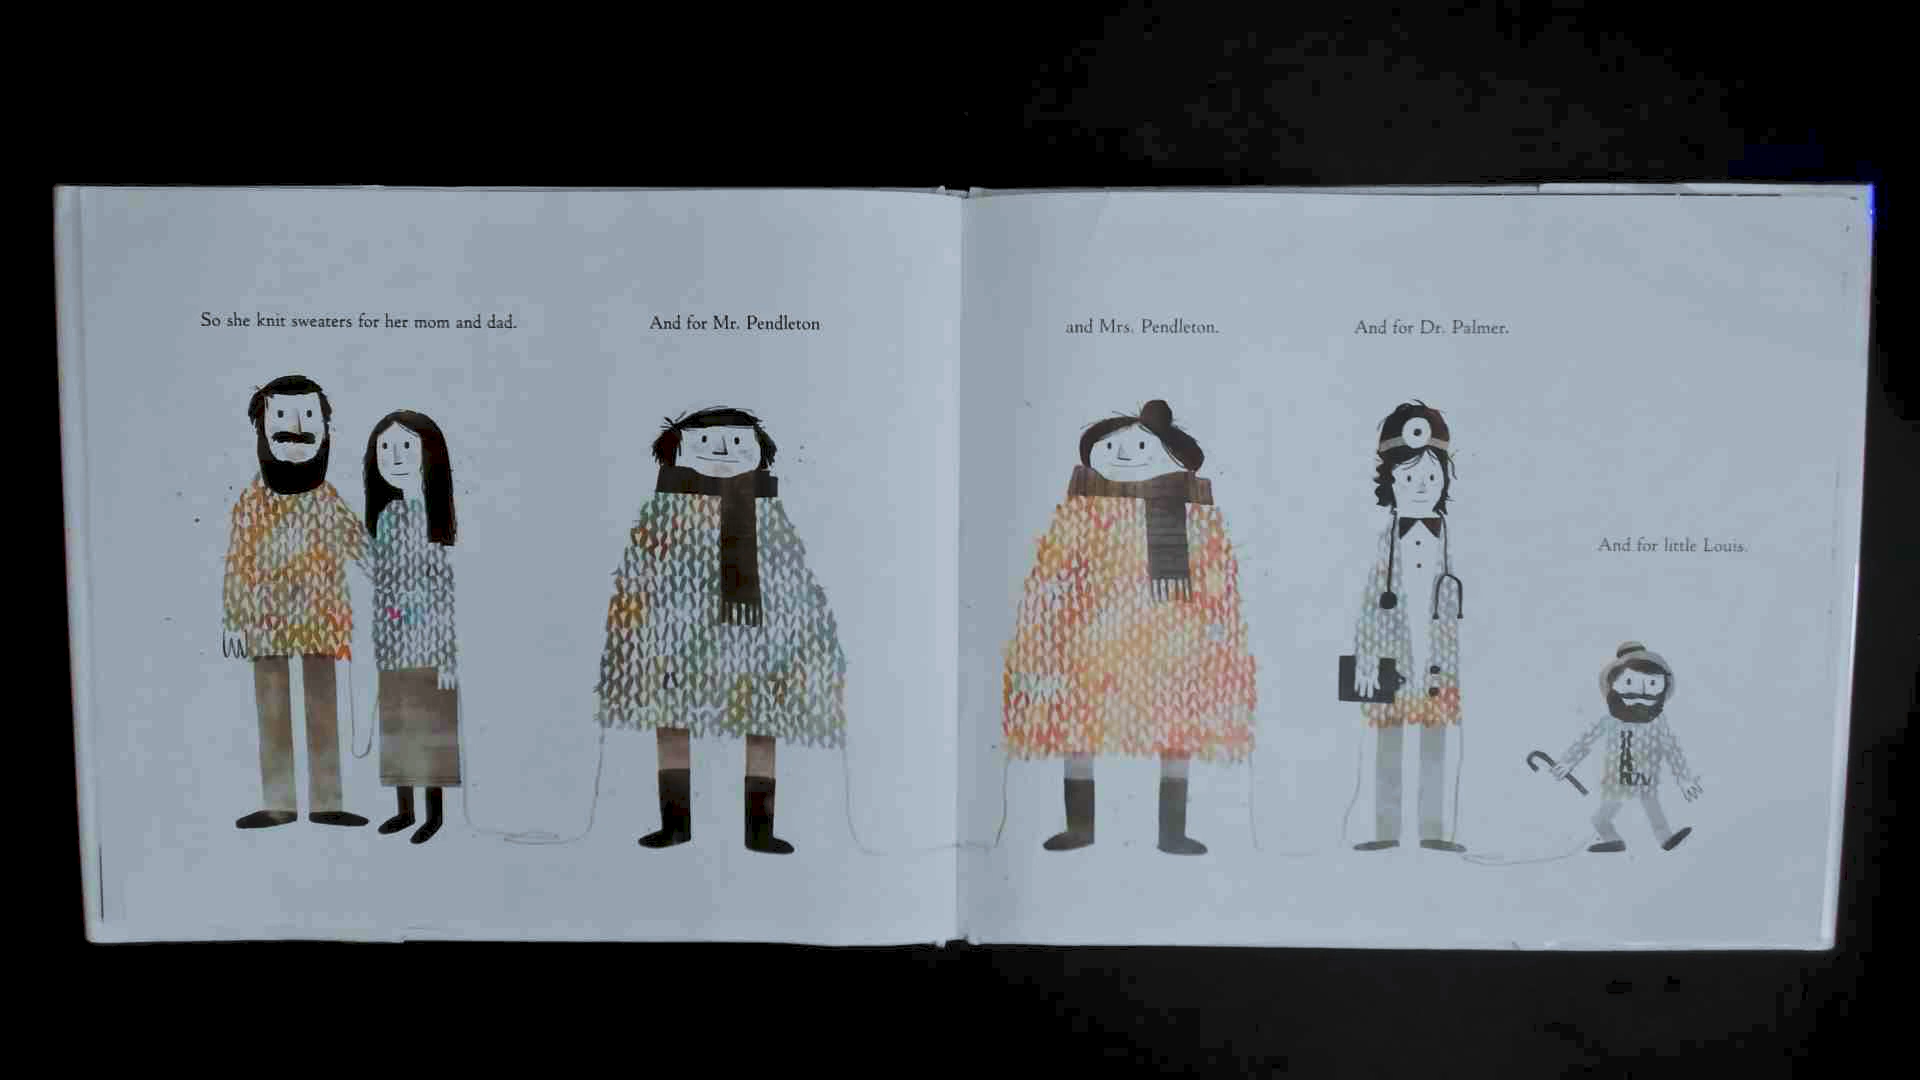 So she knit sweaters for her mom and dad.
And for Mr. Pendleton
and Mrs. Pendleton.
And for Dr. Palmer.
And for little Louis.